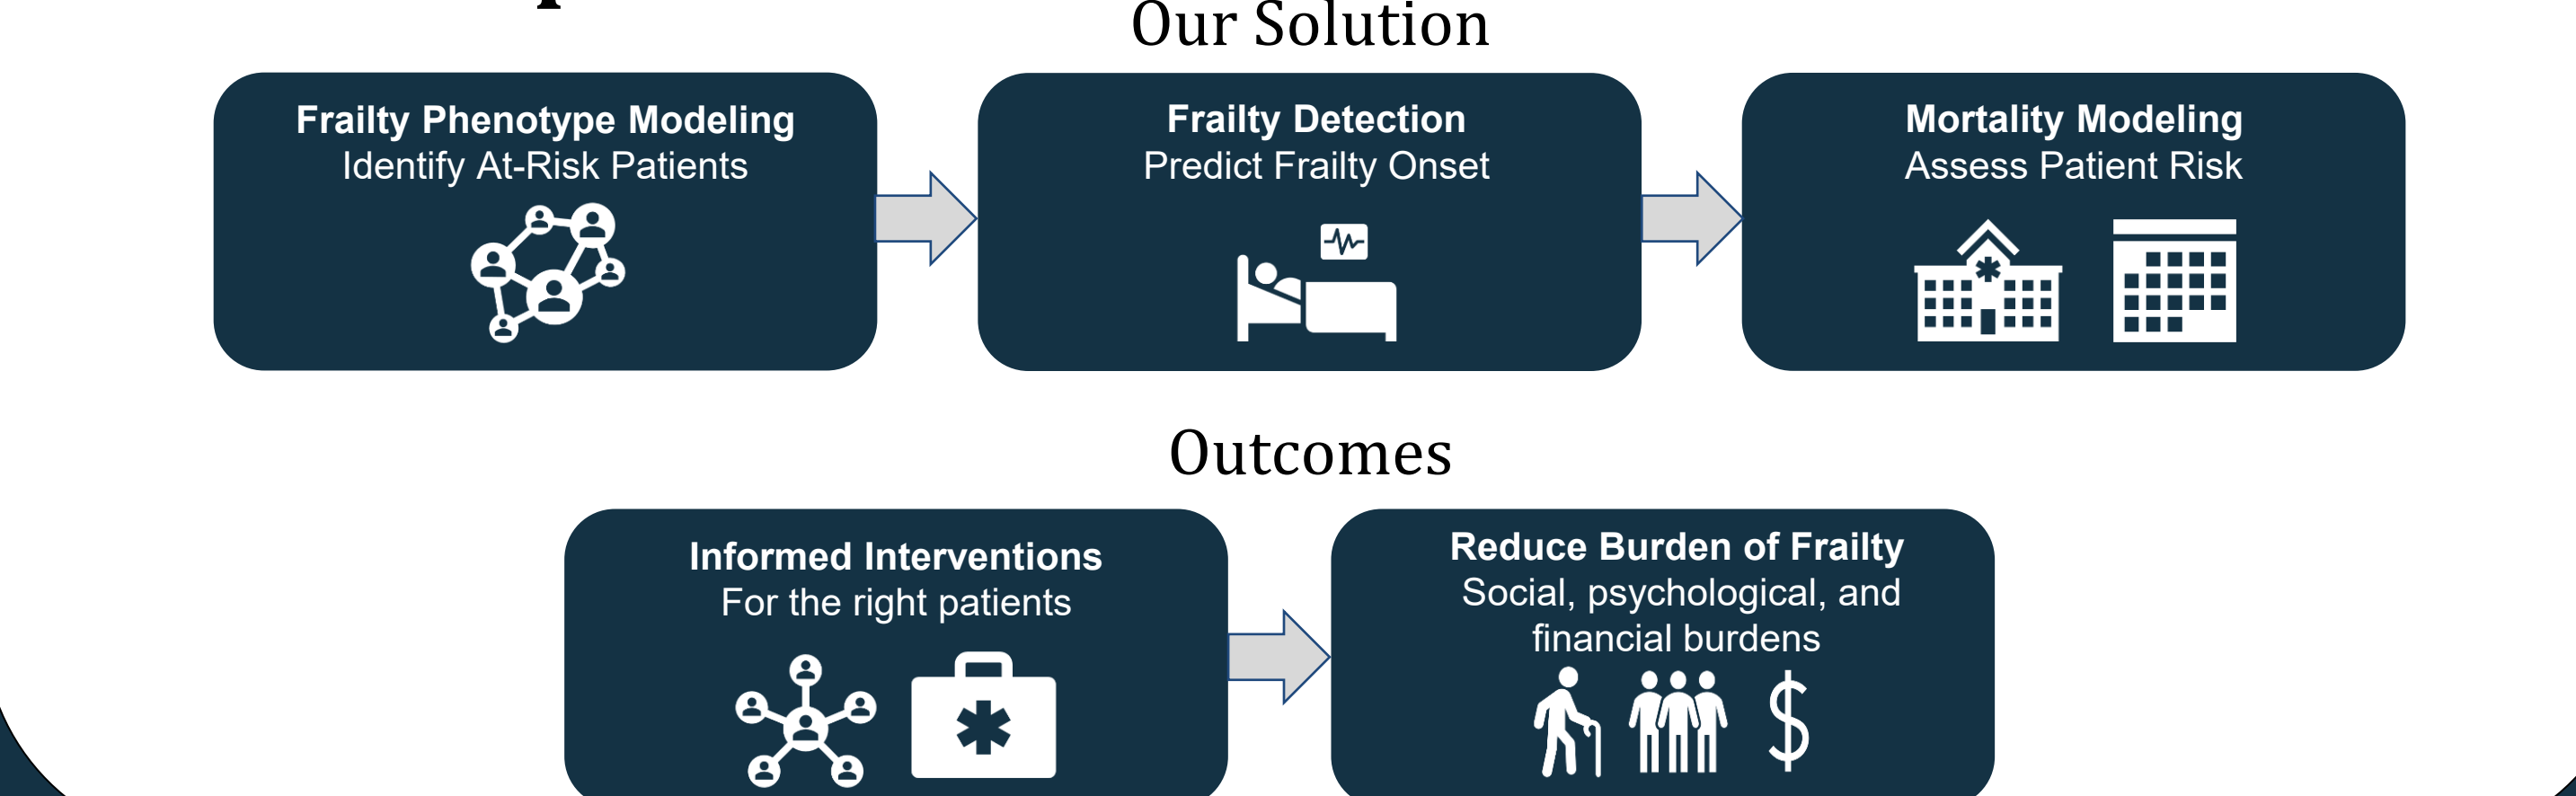 Our Solution
Frailty Phenotype Modeling
Identify At-Risk Patients
Frailty Detection
Predict Frailty Onset
Mortality Modeling
Assess Patient Risk
Outcomes
Informed Interventions
For the right patients
Reduce Burden of Frailty
Social, psychological, and
financial burdens
$